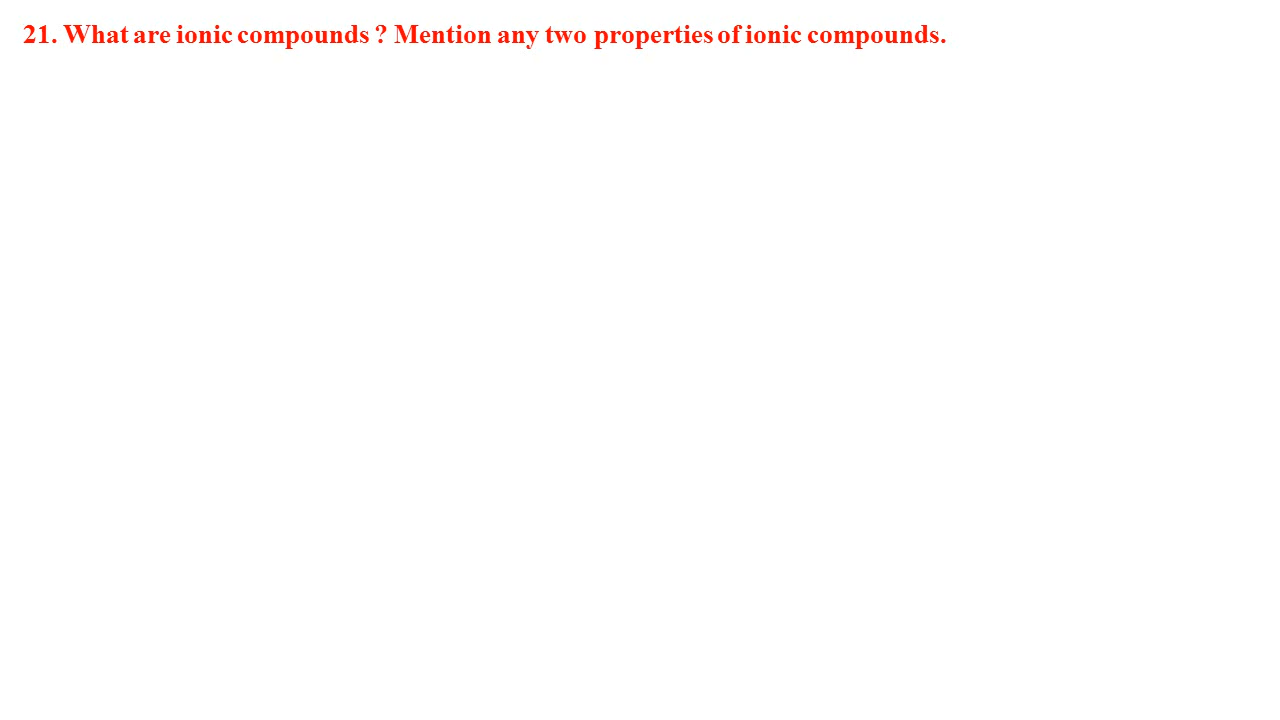 21. What are ionic compounds ? Mention any two properties of ionic compounds.